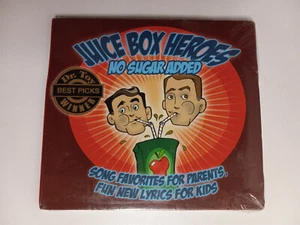 JUICE BOX HEROES
NO SUGAR ADDED
Dr. Toy
BEST PICKS
WINNER
SONG FAVORITES FOR PARENTS,
FUN NEW LYRICS FOR KIDS